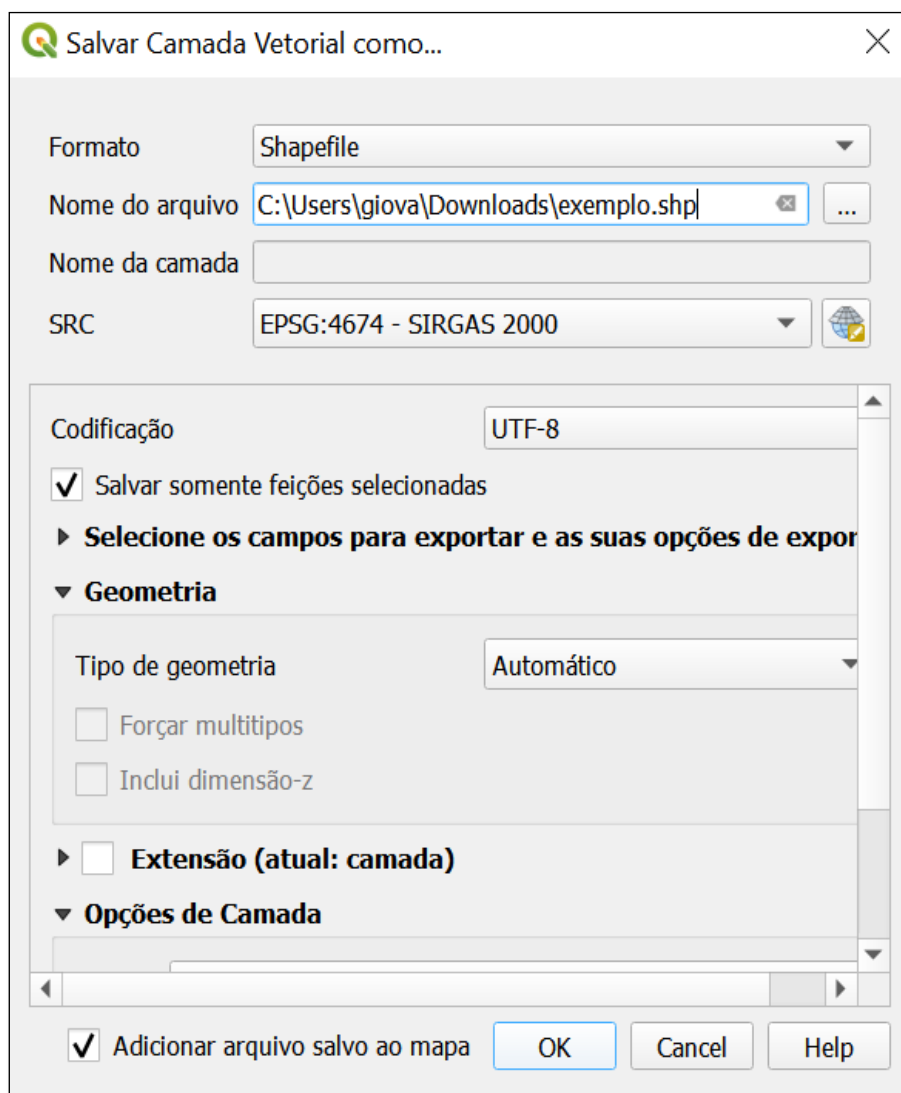 Salvar Camada Vetorial como...
Formato Shapefile
Nome do arquivo C:\Users\giova\Downloads\exemplo.shp ...
Nome da camada
SRC EPSG:4674 - SIRGAS 2000
Codificação UTF-8
Salvar somente feições selecionadas
Selecione os campos para exportar e as suas opções de expor
Geometria
Tipo de geometria Automático
Forçar multitipos
Inclui dimensão-z
Extensão (atual: camada)
Opções de Camada
Adicionar arquivo salvo ao mapa OK Cancel Help